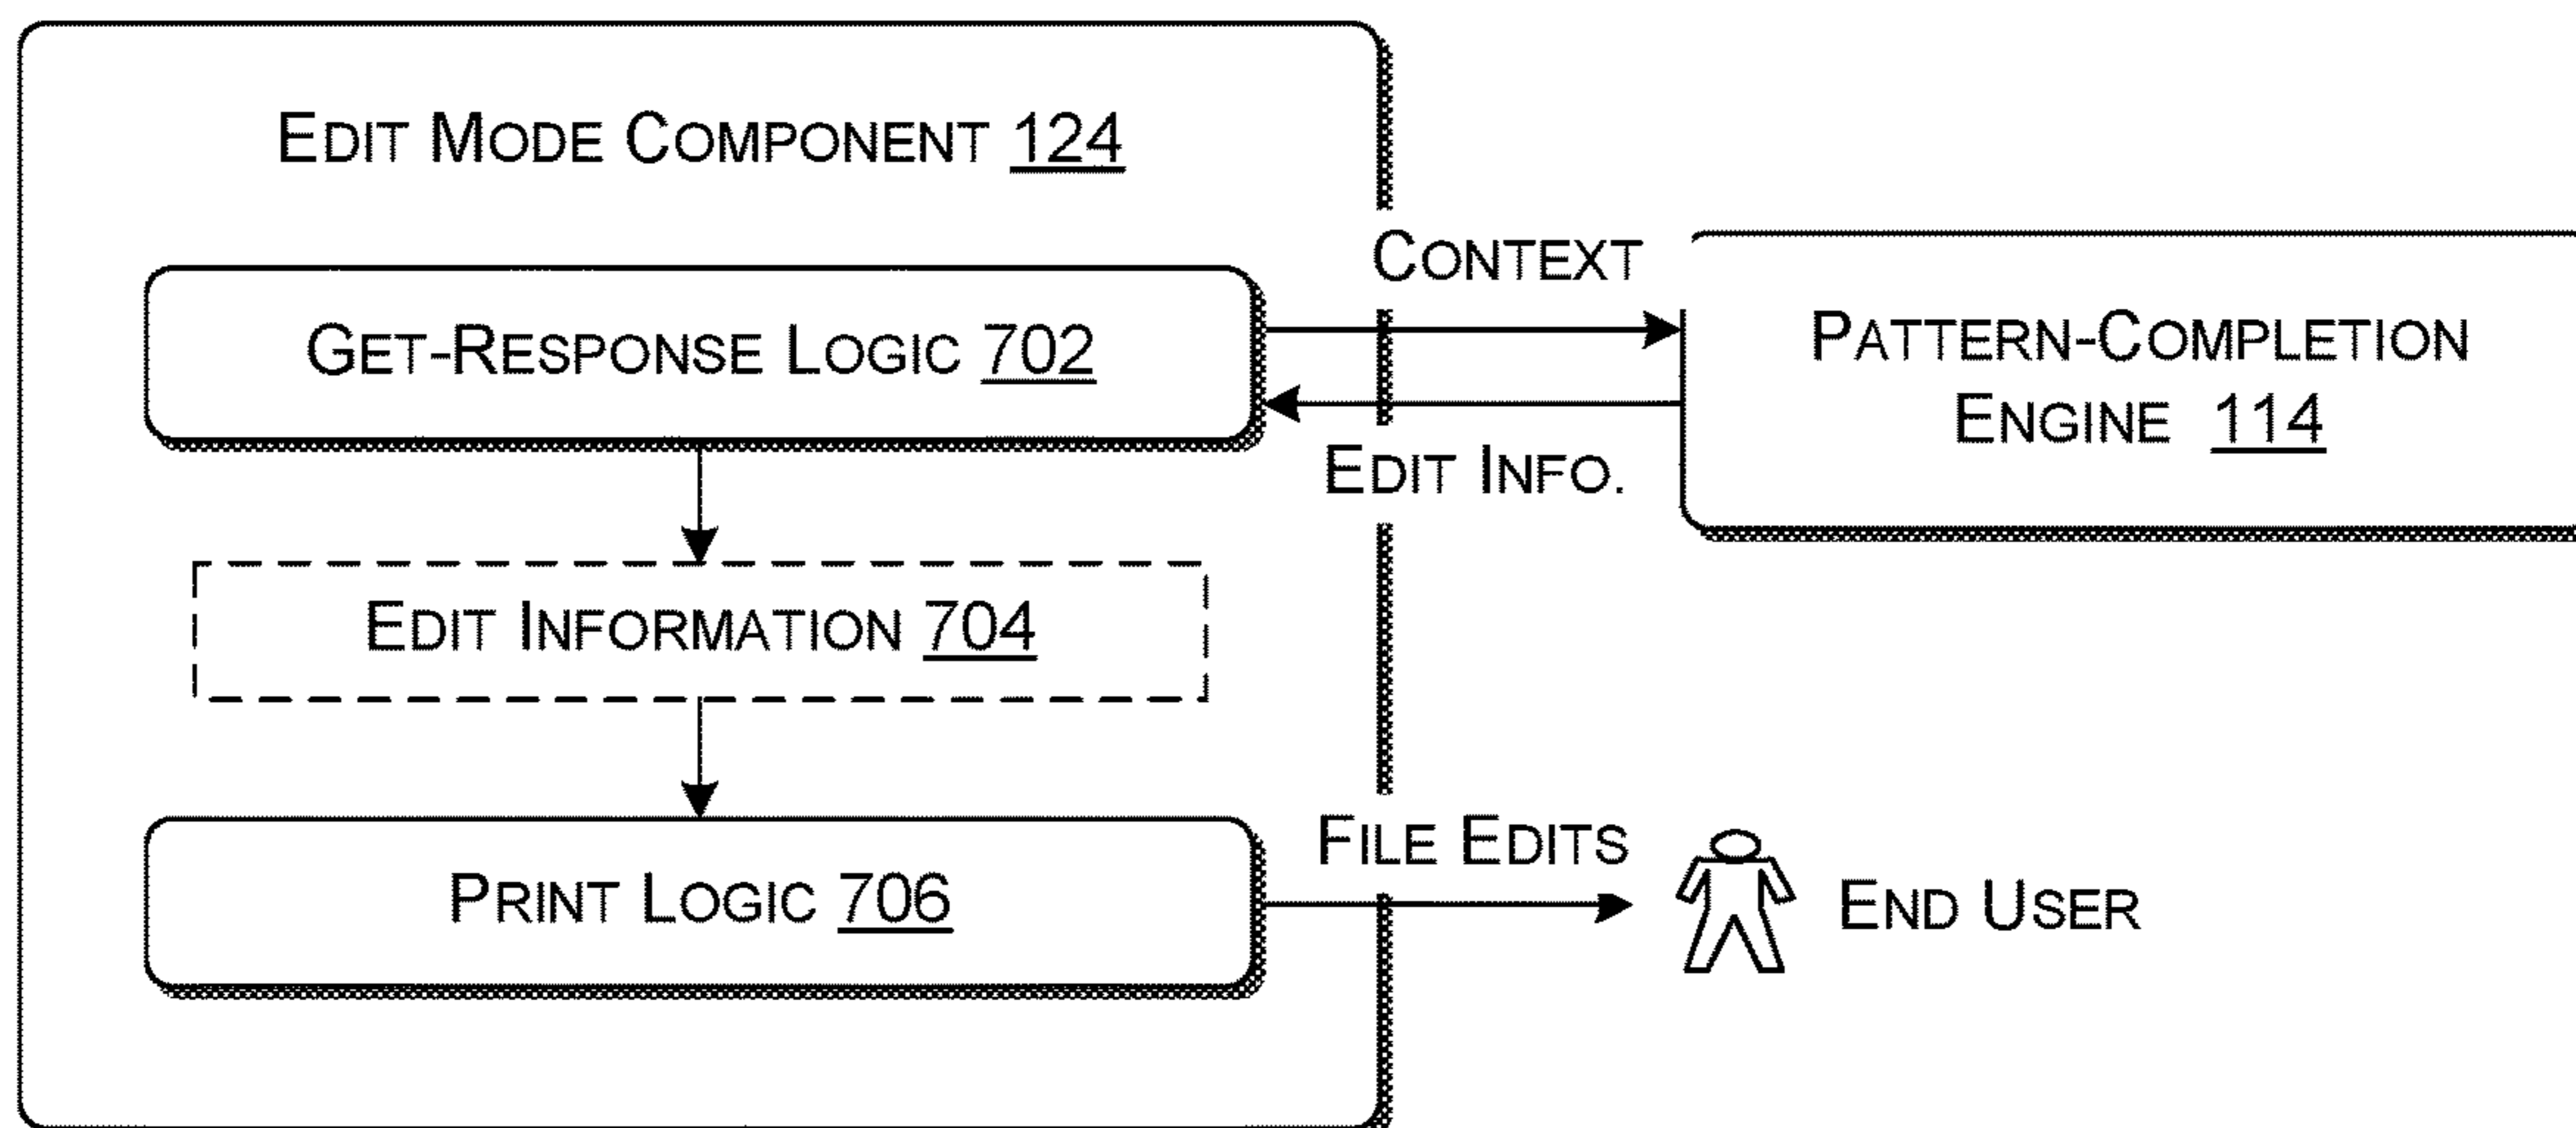 EDIT MODE COMPONENT 124
CONTEXT
GET-RESPONSE LOGIC 702
PATTERN-COMPLETION
ENGINE 114
EDIT INFO.
EDIT INFORMATION 704
FILE EDITS
PRINT LOGIC 706
END USER